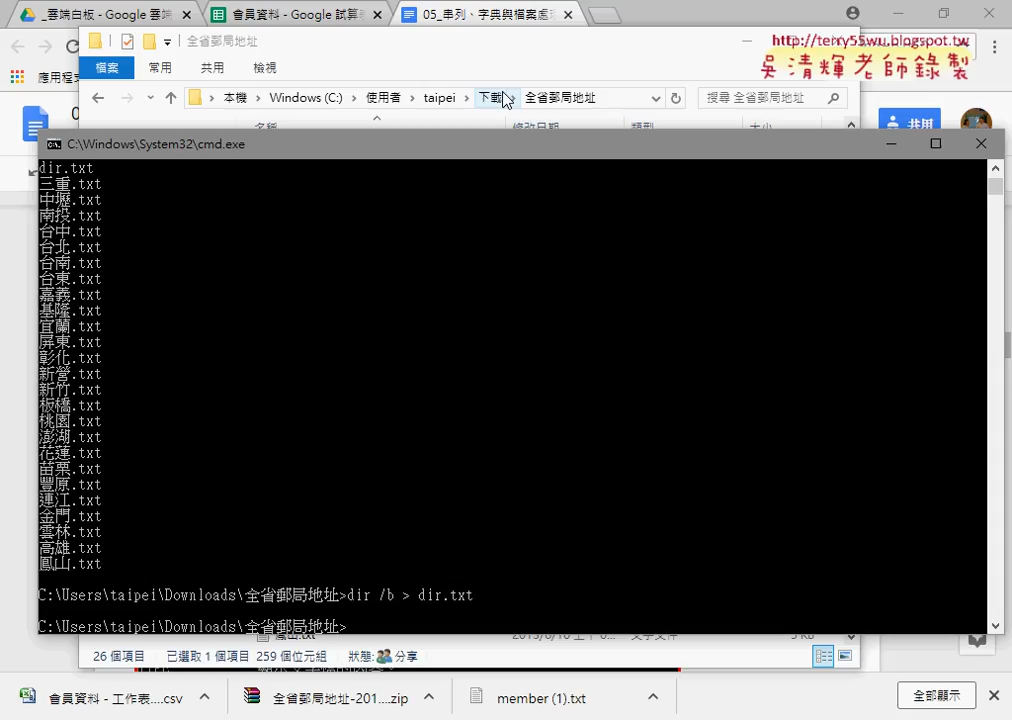 _雲端白板 - Google 雲端
會員資料 - Google 試算
05_串列、字典與檔案處
全省郵局地址
http://terry55wu.blogspot.tw
吳清輝老師錄製
應用程
檔案 常用 共用 檢視
本機 Windows (C:) 使用者 taipei 下載 全省郵局地址 搜尋 全省郵局地址
共用
C:\Windows\System32\cmd.exe
dir.txt
三重.txt
中壢.txt
南投.txt
台中.txt
台北.txt
台南.txt
台東.txt
嘉義.txt
基隆.txt
宜蘭.txt
屏東.txt
彰化.txt
新營.txt
新竹.txt
板橋.txt
桃園.txt
澎湖.txt
花蓮.txt
苗栗.txt
豐原.txt
連江.txt
金門.txt
雲林.txt
高雄.txt
鳳山.txt
C:\Users\taipei\Downloads\全省郵局地址>dir /b > dir.txt
C:\Users\taipei\Downloads\全省郵局地址>
26 個項目 已選取 1 個項目 259 個位元組 狀態: 分享
會員資料 - 工作表....csv
全省郵局地址-201....zip
member (1).txt
全部顯示